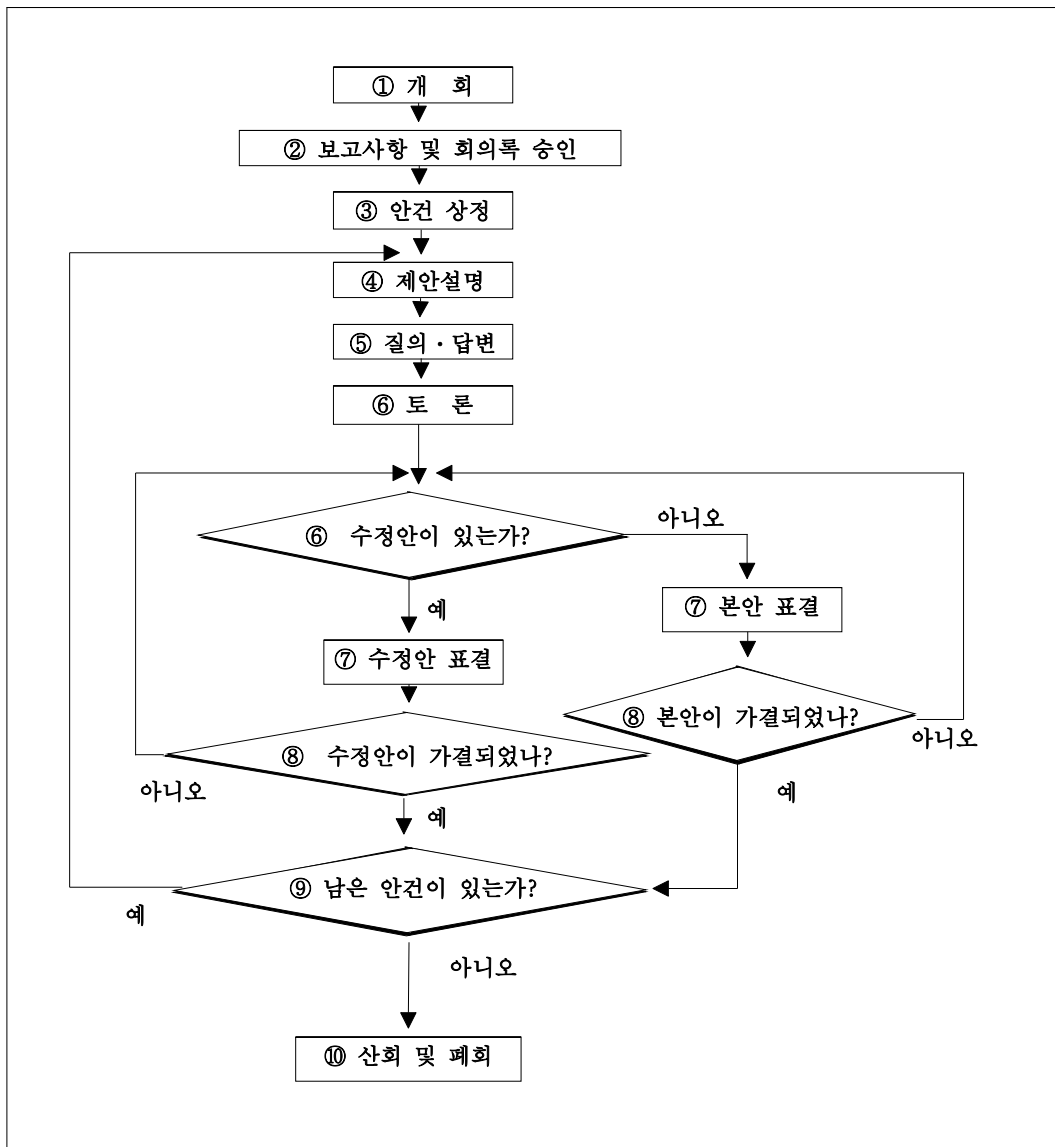 ① 개 회
② 보고사항 및 회의록 승인
③ 안건 상정
④ 제안설명
⑤ 질의·답변
⑥ 토 론
⑥ 수정안이 있는가?
아니오
예
⑦ 본안 표결
⑦ 수정안 표결
⑧ 본안이 가결되었나?
아니오
⑧ 수정안이 가결되었나?
아니오
예
예
⑨ 남은 안건이 있는가?
예
아니오
⑩ 산회 및 폐회